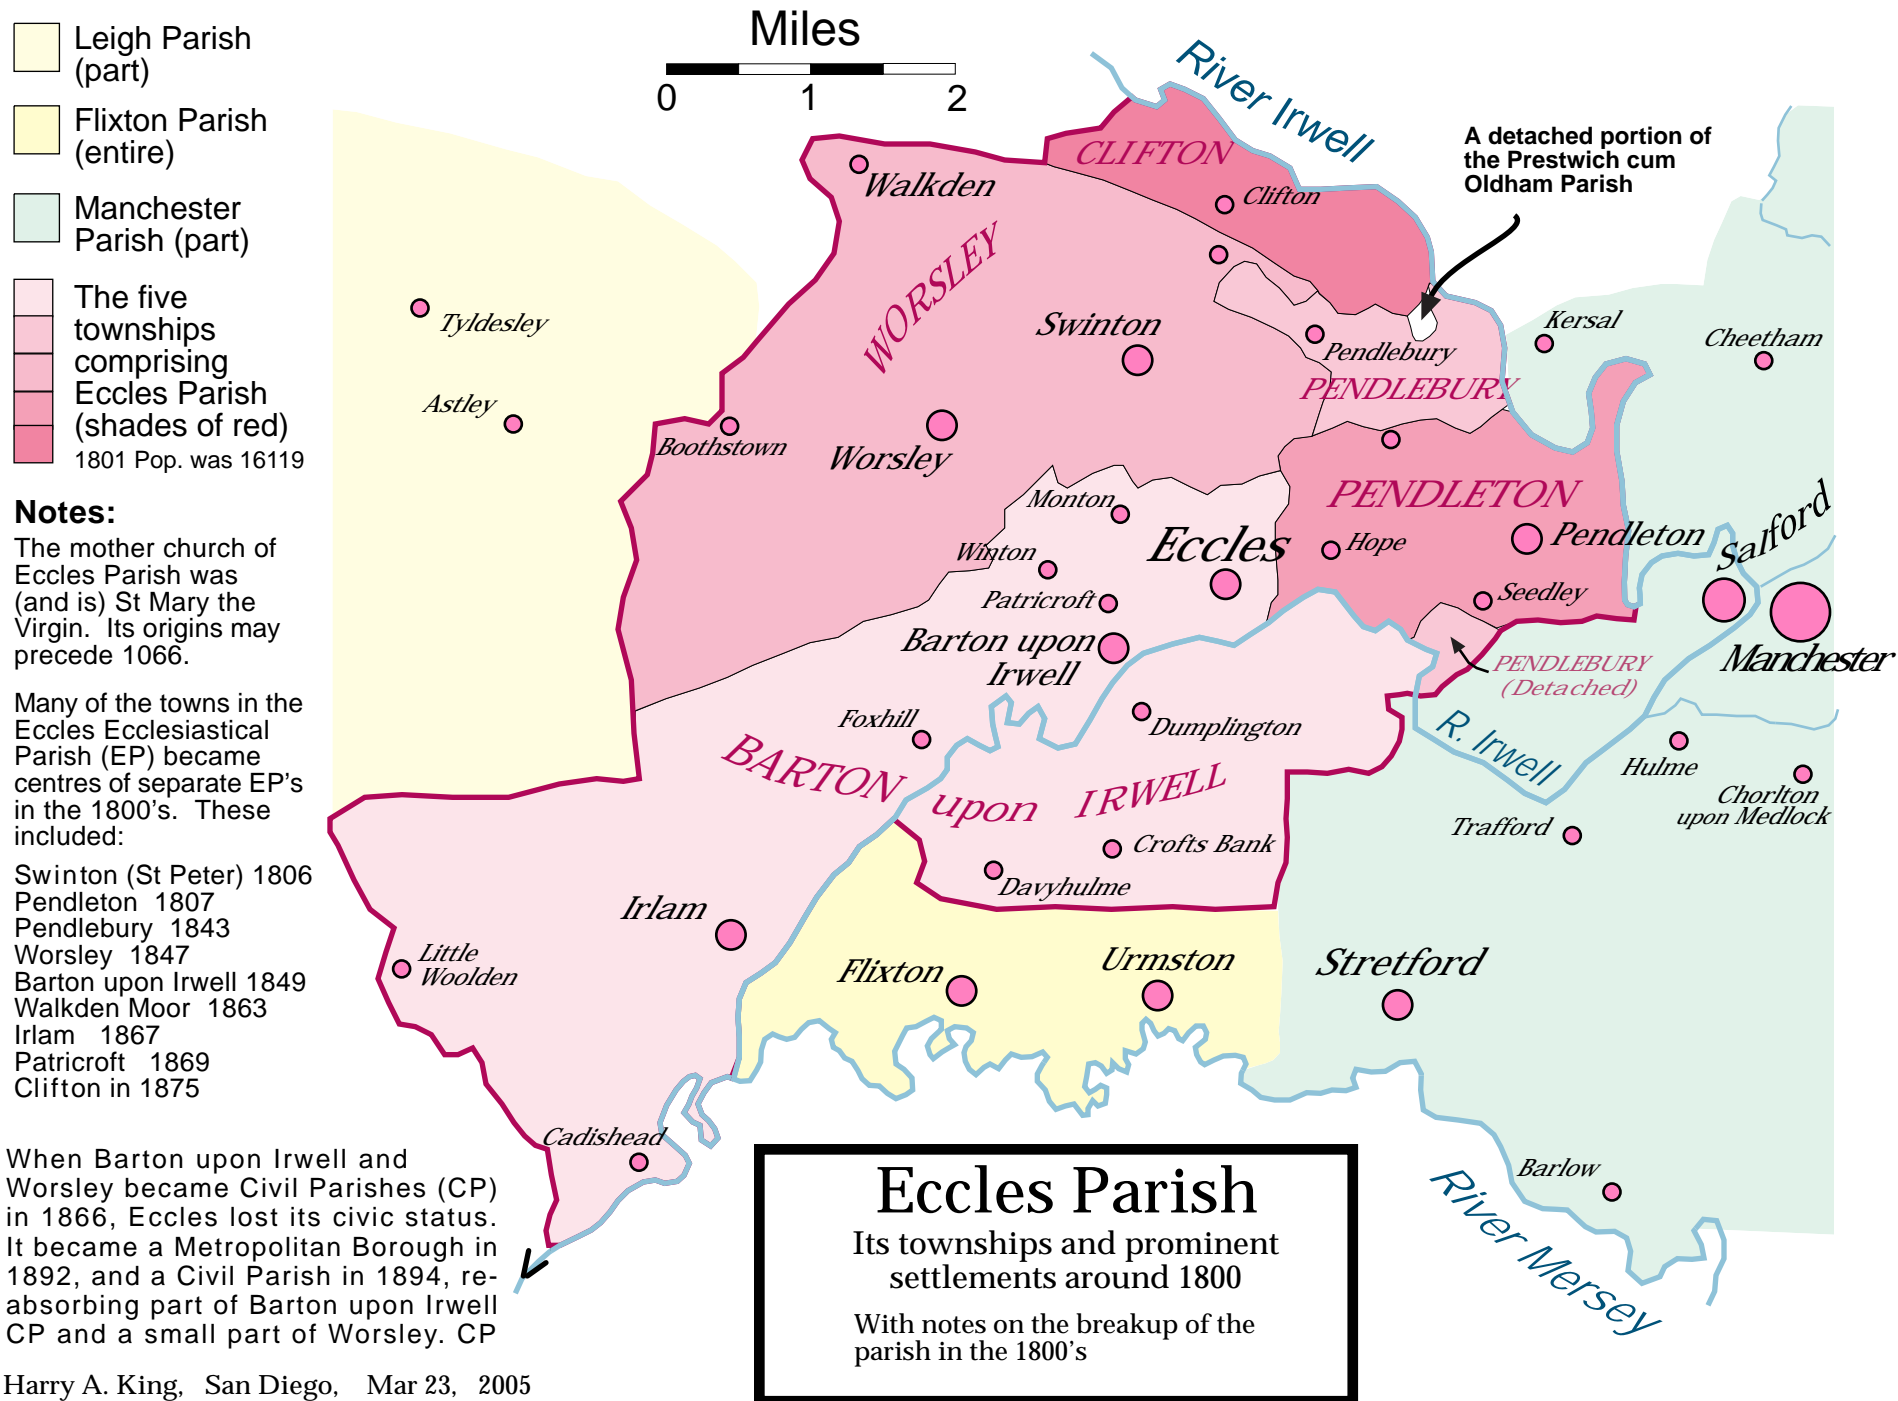 Leigh Parish
(part)
Flixton Parish
(entire)
Manchester
Parish (part)
The five
townships
comprising
Eccles Parish
(shades of red)
1801 Pop. was 16119
Notes:
The mother church of
Eccles Parish was
(and is) St Mary the
Virgin. Its origins may
precede 1066.
Many of the towns in the
Eccles Ecclesiastical
Parish (EP) became
centres of separate EP's
in the 1800's. These
included:
Swinton (St Peter) 1806
Pendleton 1807
Pendlebury 1843
Worsley 1847
Barton upon Irwell 1849
Walkden Moor 1863
Irlam 1867
Patricroft 1869
Clifton in 1875
When Barton upon Irwell and
Worsley became Civil Parishes (CP)
in 1866, Eccles lost its civic status.
It became a Metropolitan Borough in
1892, and a Civil Parish in 1894, re-
absorbing part of Barton upon Irwell
CP and a small part of Worsley. CP
Harry A. King, San Diego, Mar 23, 2005
Miles
0 1 2
River Irwell
A detached portion of
the Prestwich cum
Oldham Parish
CLIFTON
Clifton
Walkden
WORSLEY
Tyldesley
Swinton
Kersal
Cheetham
Pendlebury
PENDLEBURY
Astley
Boothstown
Worsley
Monton
PENDLETON
Salford
Winton
Eccles
Hope
Pendleton
Patricroft
Seedley
Barton upon
Irwell
Manchester
PENDLEBURY
(Detached)
Foxhill
Dumplington
R. Irwell
BARTON upon IRWELL
Hulme
Chorlton
upon Medlock
Trafford
Crofts Bank
Davyhulme
Irlam
Little
Woolden
Flixton
Urmston
Stretford
Cadishead
Barlow
River Mersey
Eccles Parish
Its townships and prominent
settlements around 1800
With notes on the breakup of the
parish in the 1800's